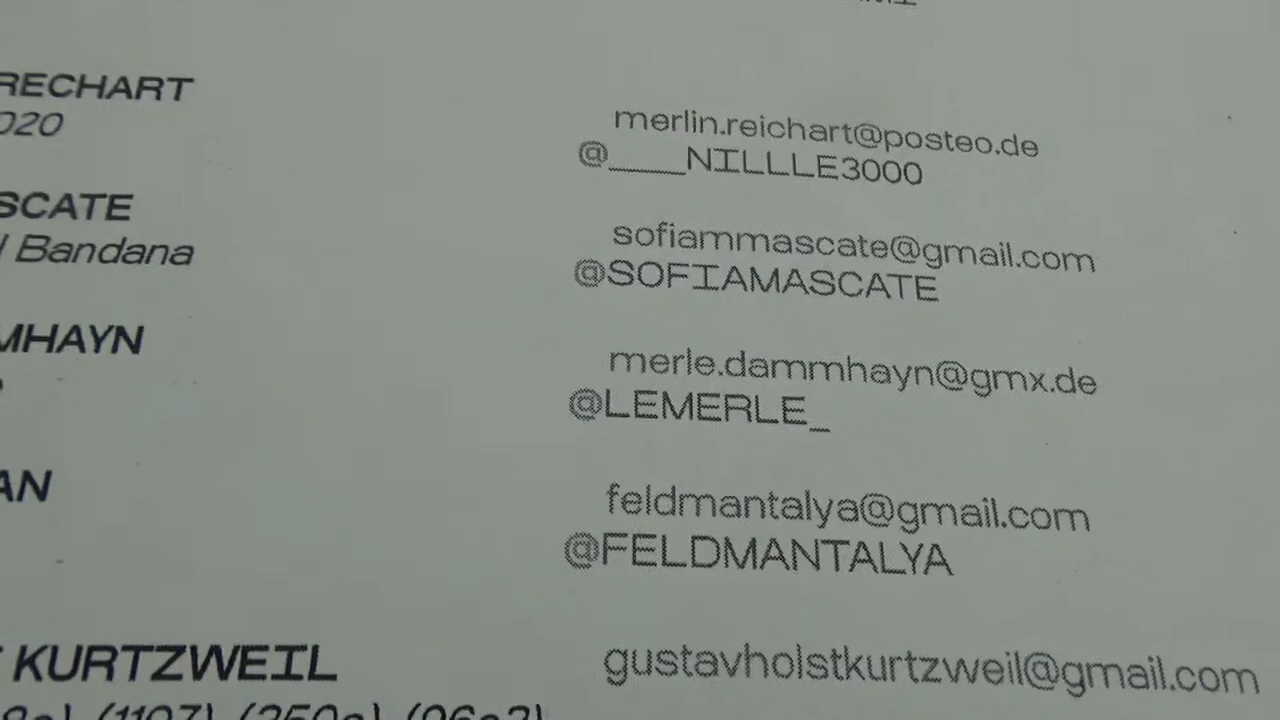 RECHART
merlin.reichart@posteo.de
@____NILLLE3000
SCATE
Bandana
sofiammascate@gmail.com
@SOFIAMASCATE
MHAYN
merle.dammhayn@gmx.de
@LEMERLE_
AN
feldmantalya@gmail.com
@FELDMANTALYA
KURTZWEIL
gustavholstkurtzweil@gmail.com